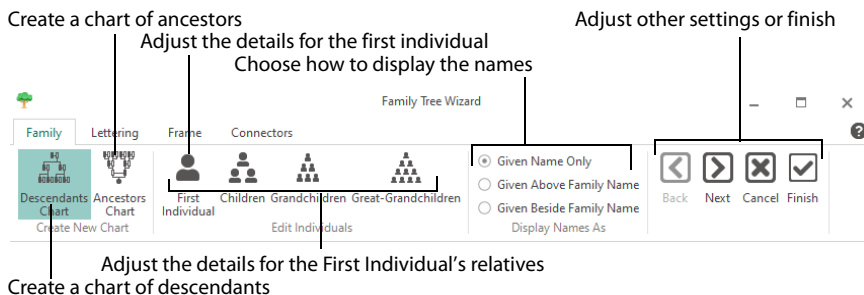 Create a chart of ancestors
Adjust other settings or finish
Adjust the details for the first individual
Choose how to display the names
Family Tree Wizard
Family Lettering Frame Connectors
Descendants Chart
Ancestors Chart
First Individual
Children
Grandchildren
Great-Grandchildren
Given Name Only
Given Above Family Name
Given Beside Family Name
Back
Next
Cancel
Finish
Create New Chart
Edit Individuals
Display Names As
Adjust the details for the First Individual’s relatives
Create a chart of descendants